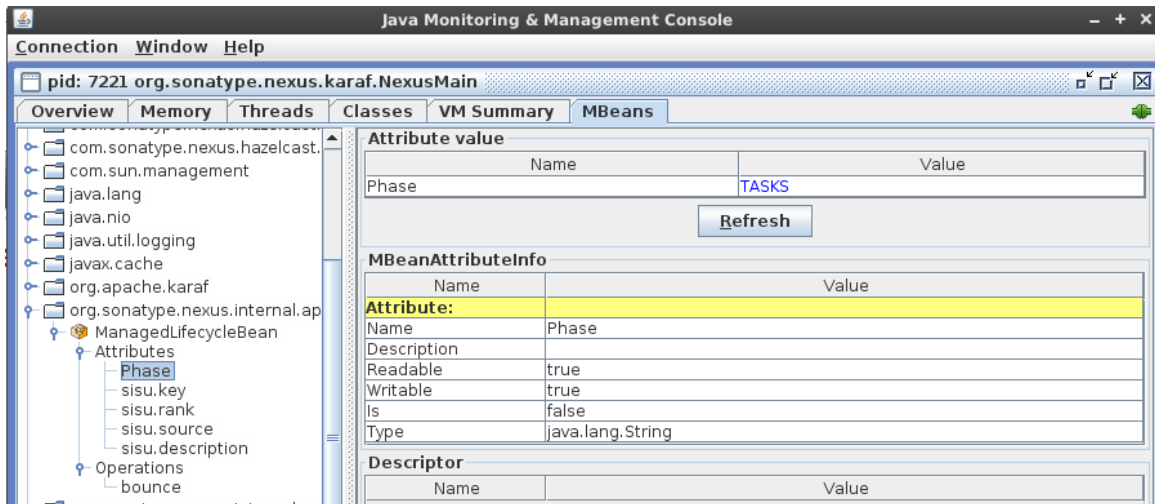 Java Monitoring & Management Console
Connection Window Help
pid: 7221 org.sonatype.nexus.karaf.NexusMain
Overview Memory Threads Classes VM Summary MBeans
com.sonatype.nexus.hazelcast.
com.sun.management
java.lang
java.nio
java.util.logging
javax.cache
org.apache.karaf
org.sonatype.nexus.internal.ap
ManagedLifecycleBean
Attributes
Phase
sisu.key
sisu.rank
sisu.source
sisu.description
Operations
bounce
Attribute value
Name Value
Phase TASKS
Refresh
MBeanAttributeInfo
Name Value
Attribute:
Name Phase
Description
Readable true
Writable true
Is false
Type java.lang.String
Descriptor
Name Value